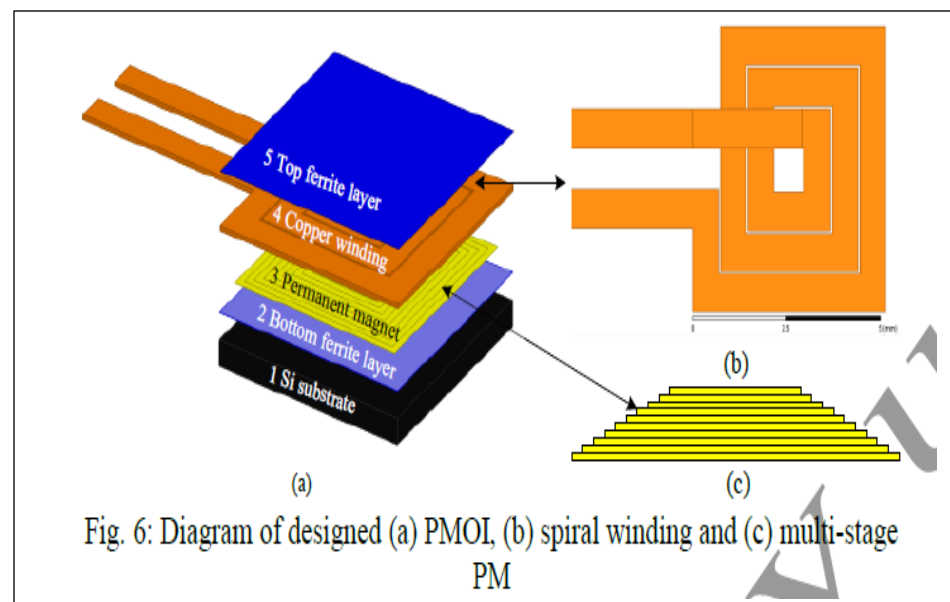 5 Top ferrite layer
4 Copper winding
3 Permanent magnet
2 Bottom ferrite layer
1 Si substrate
(a)
0 2.5 5(mm)
(b)
(c)
Fig. 6: Diagram of designed (a) PMOI, (b) spiral winding and (c) multi-stage
PM